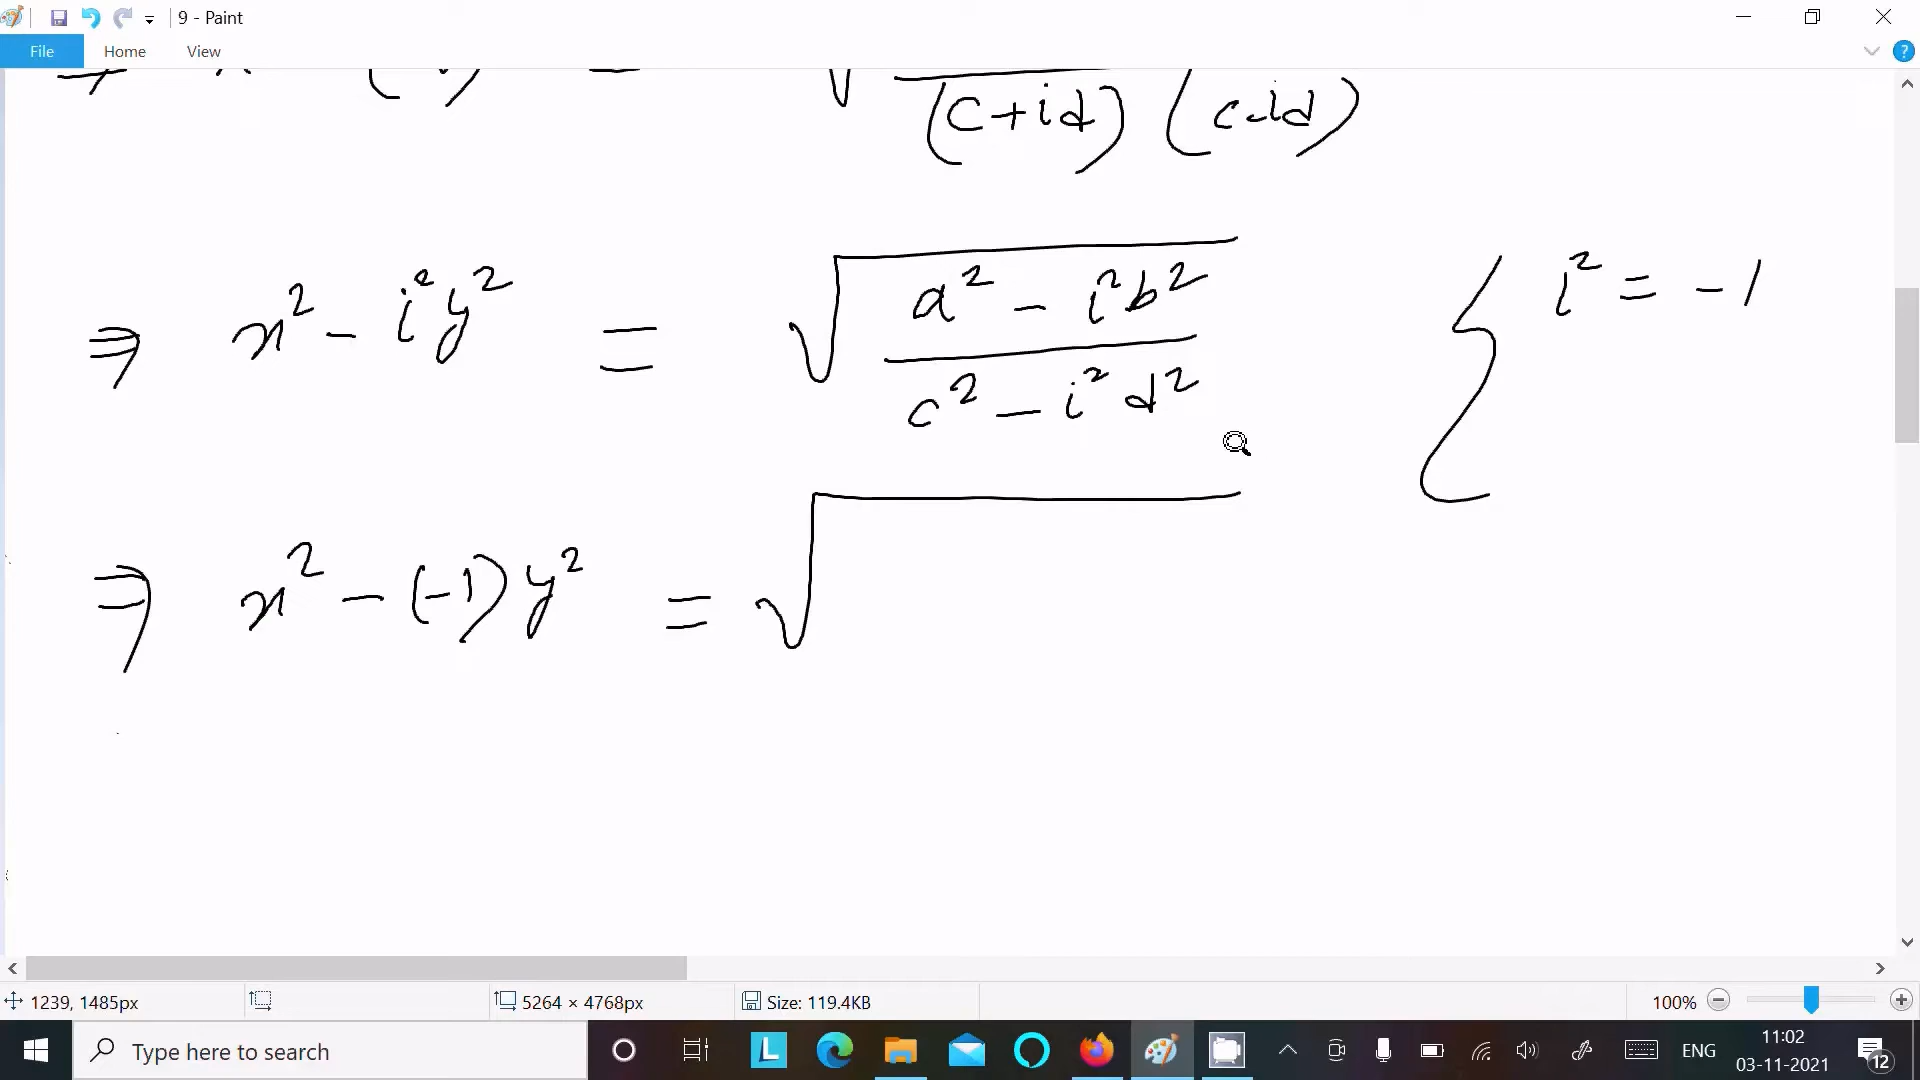 9 - Paint
File Home View
(c+id) (c-id)
⇒ x² - i²y² = √(a² - i²b² / c² - i²d²) { i² = -1
⇒ x² - (-1)y² = √
1239, 1485px 5264 × 4768px Size: 119.4KB 100%
Type here to search ENG 11:02
03-11-2021 12